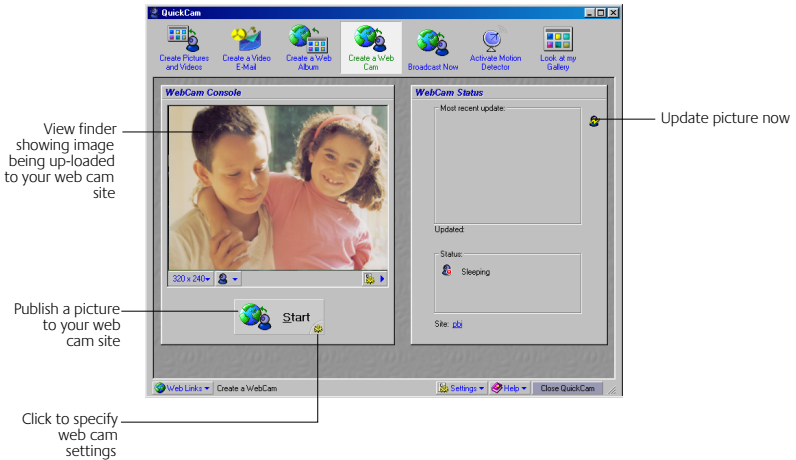 QuickCam
Create Pictures
and Videos
Create a Video
E-Mail
Create a Web
Album
Create a Web
Cam
Broadcast Now
Activate Motion
Detector
Look at my
Gallery
WebCam Console
WebCam Status
Most recent update:
View finder
showing image
being up-loaded
to your web cam
site
Update picture now
Updated:
Status:
Sleeping
320 x 240
Publish a picture
to your web
cam site
Start
Site: pbi
Web Links
Create a WebCam
Settings
Help
Close QuickCam
Click to specify
web cam
settings